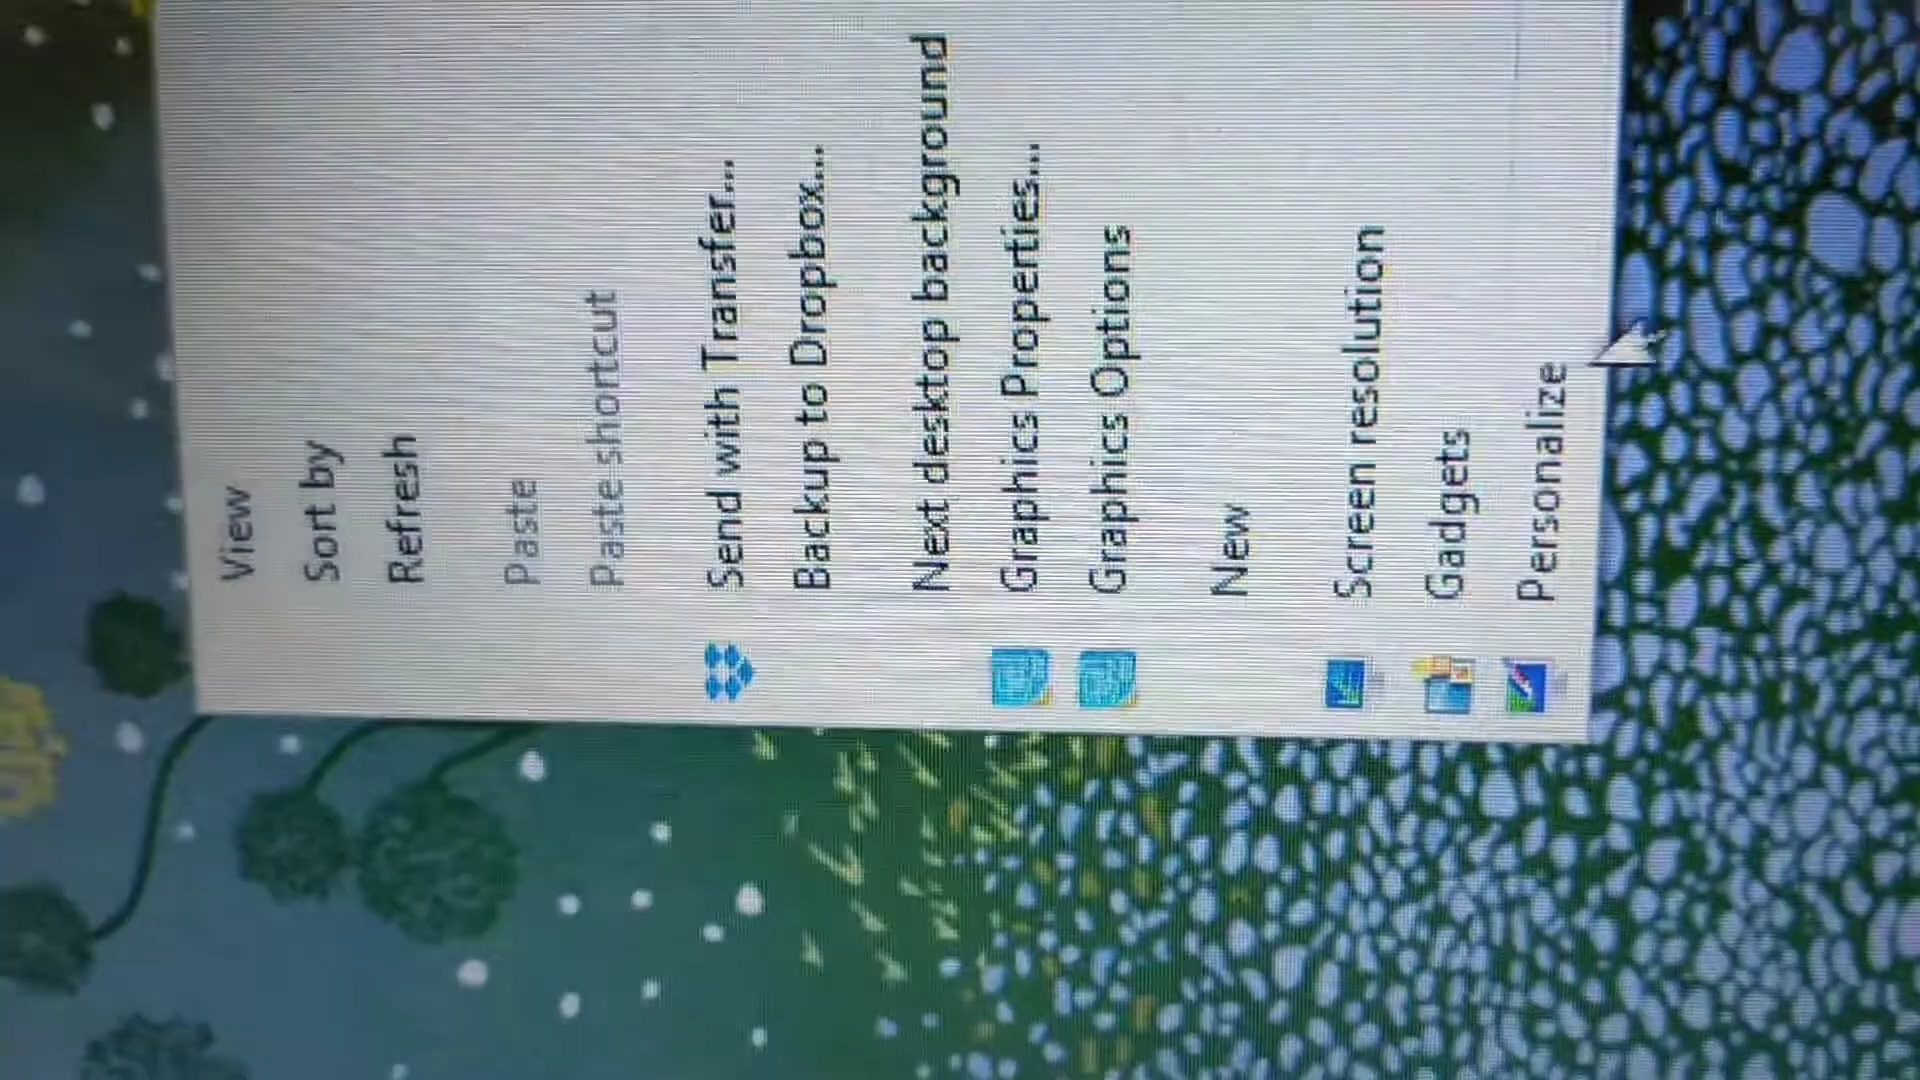 View
Sort by
Refresh
Paste
Paste shortcut
Send with Transfer...
Backup to Dropbox...
Next desktop background
Graphics Properties...
Graphics Options
New
Screen resolution
Gadgets
Personalize